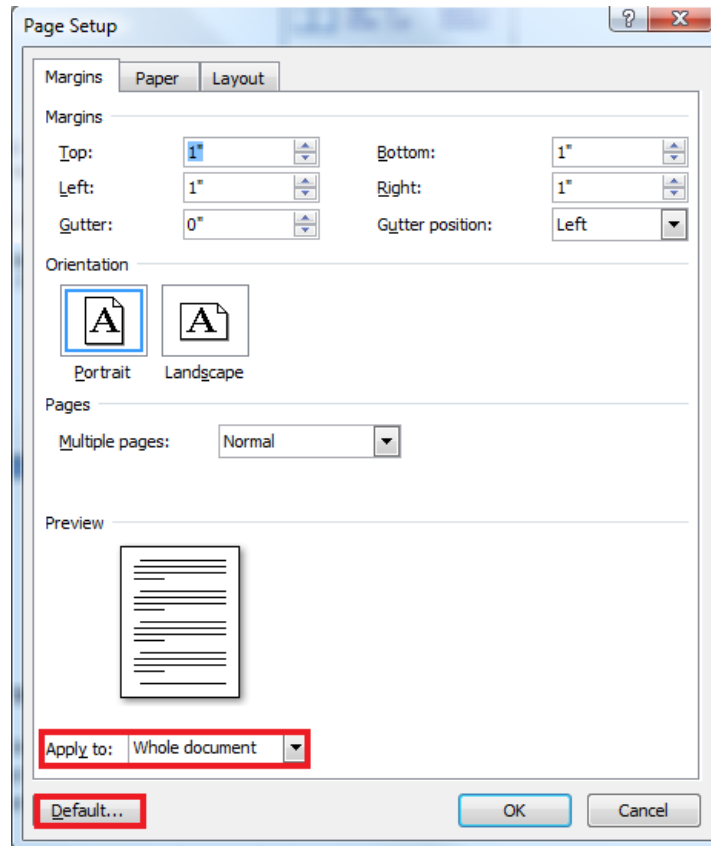 Page Setup
? X
Margins Paper Layout
Margins
Top: 1" Bottom: 1"
Left: 1" Right: 1"
Gutter: 0" Gutter position: Left
Orientation
A A
Portrait Landscape
Pages
Multiple pages: Normal
Preview
Apply to: Whole document
Default... OK Cancel